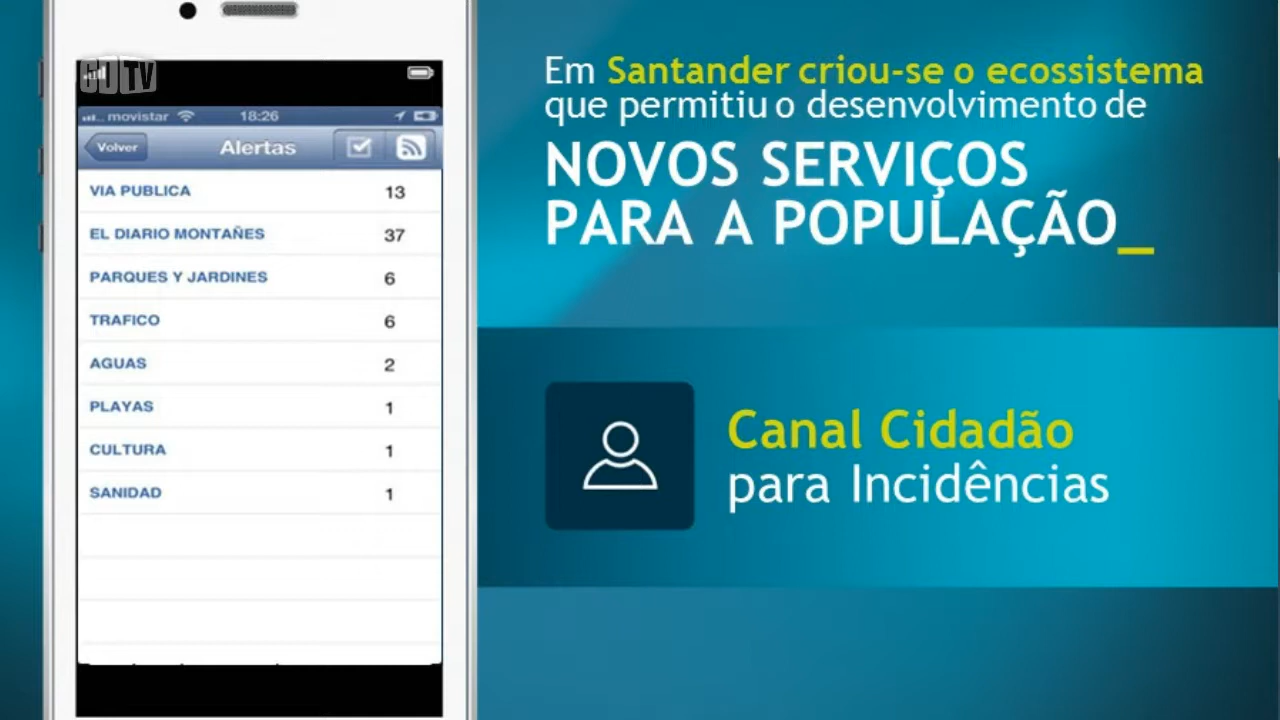 CDTV
movistar 18:26
Volver Alertas
VIA PUBLICA 13
EL DIARIO MONTAÑES 37
PARQUES Y JARDINES 6
TRAFICO 6
AGUAS 2
PLAYAS 1
CULTURA 1
SANIDAD 1
Em Santander criou-se o ecossistema
que permitiu o desenvolvimento de
NOVOS SERVIÇOS
PARA A POPULAÇÃO_
Canal Cidadão
para Incidências